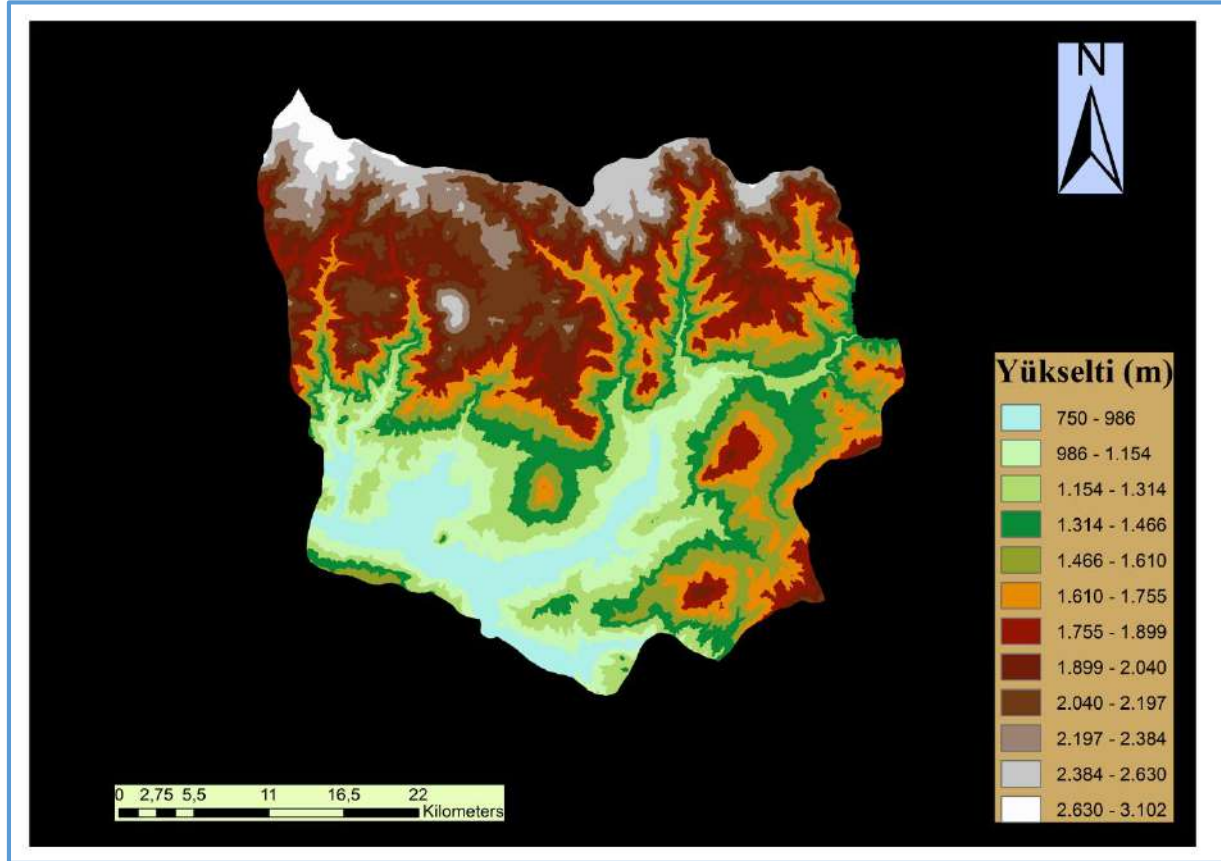 N
Yükselti (m)
750 - 986
986 - 1.154
1.154 - 1.314
1.314 - 1.466
1.466 - 1.610
1.610 - 1.755
1.755 - 1.899
1.899 - 2.040
2.040 - 2.197
2.197 - 2.384
2.384 - 2.630
2.630 - 3.102
0 2,75 5,5 11 16,5 22
Kilometers